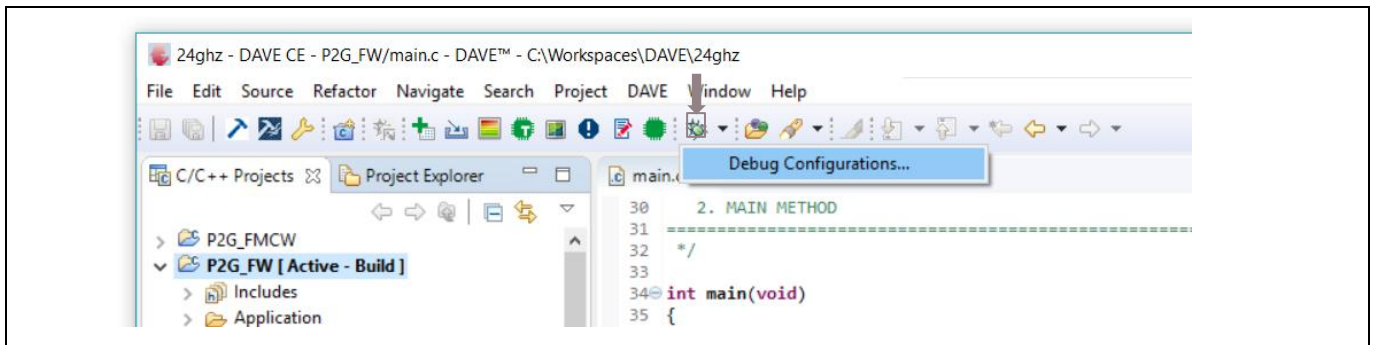 24ghz - DAVE CE - P2G_FW/main.c - DAVE™ - C:\Workspaces\DAVE\24ghz
File Edit Source Refactor Navigate Search Project DAVE Window Help
Debug Configurations...
C/C++ Projects Project Explorer
main.c
P2G_FMCW
P2G_FW [ Active - Build ]
Includes
Application
30 2. MAIN METHOD
31 ====================================================
32 */
33
34 int main(void)
35 {